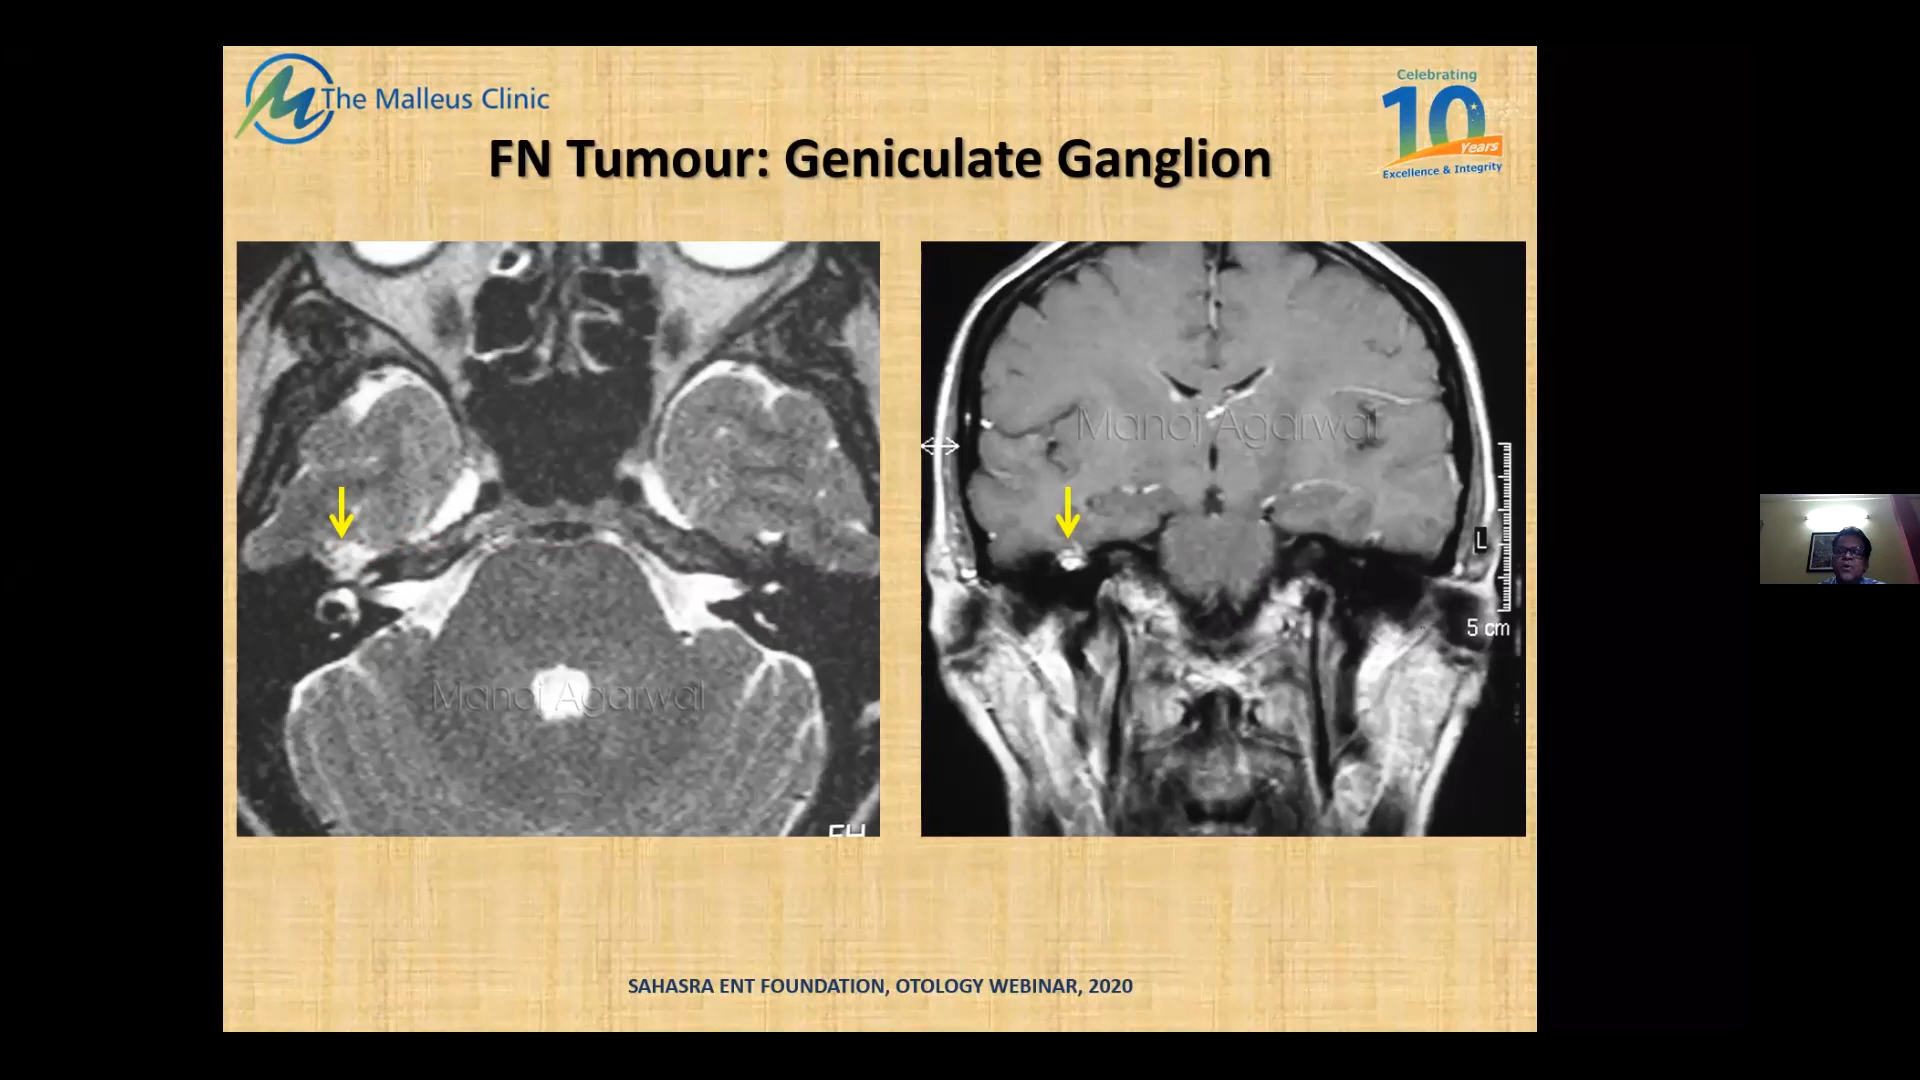 The Malleus Clinic
Celebrating
10
Years
Excellence & Integrity
FN Tumour: Geniculate Ganglion
Manoj Agarwal
Manoj Agarwal
L
5 cm
SAHASRA ENT FOUNDATION, OTOLOGY WEBINAR, 2020